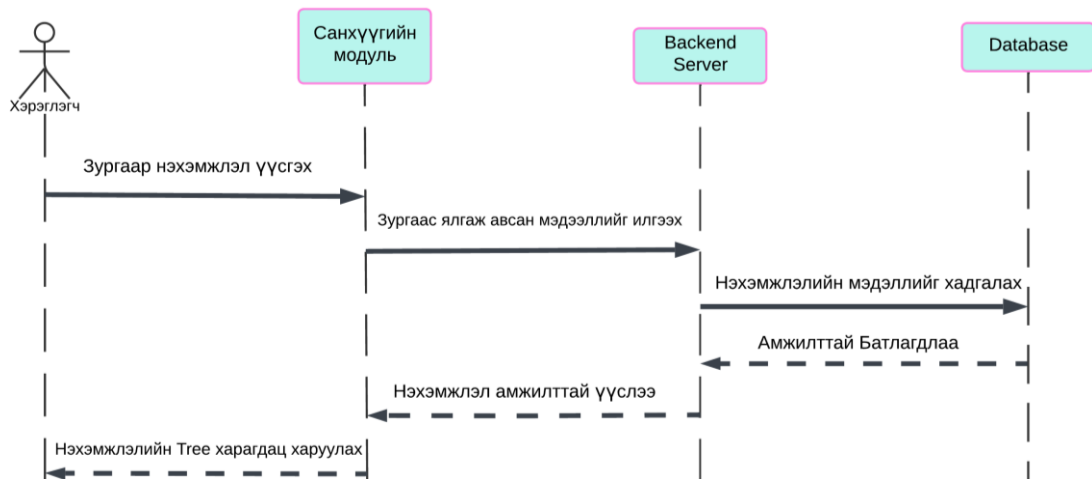 Санхүүгийн
модуль
Backend
Server
Database
Хэрэглэгч
Зургаар нэхэмжлэл үүсгэх
Зургаас ялгаж авсан мэдээллийг илгээх
Нэхэмжлэлийн мэдэллийг хадгалах
Амжилттай Батлагдлаа
Нэхэмжлэл амжилттай үүслээ
Нэхэмжлэлийн Tree харагдац харуулах